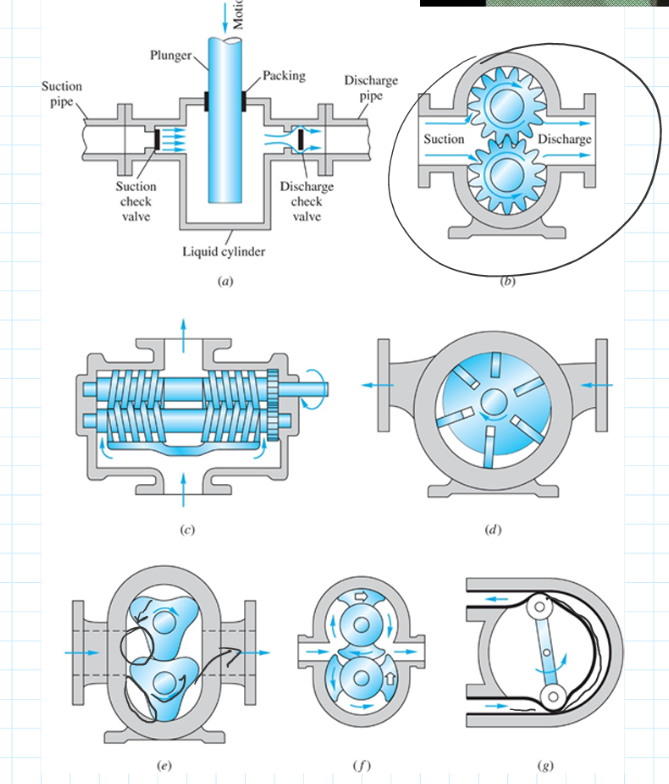 Plunger
Packing
Suction
pipe
Discharge
pipe
Suction
check
valve
Discharge
check
valve
Liquid cylinder
(a)
Suction
Discharge
(b)
(c)
(d)
(e)
(f)
(g)